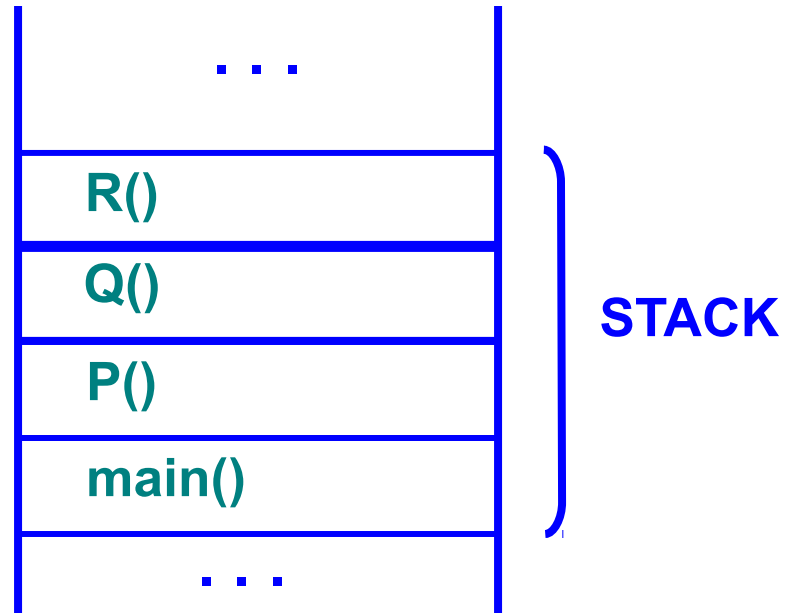 . . .
R()
Q()
STACK
P()
main()
. . .